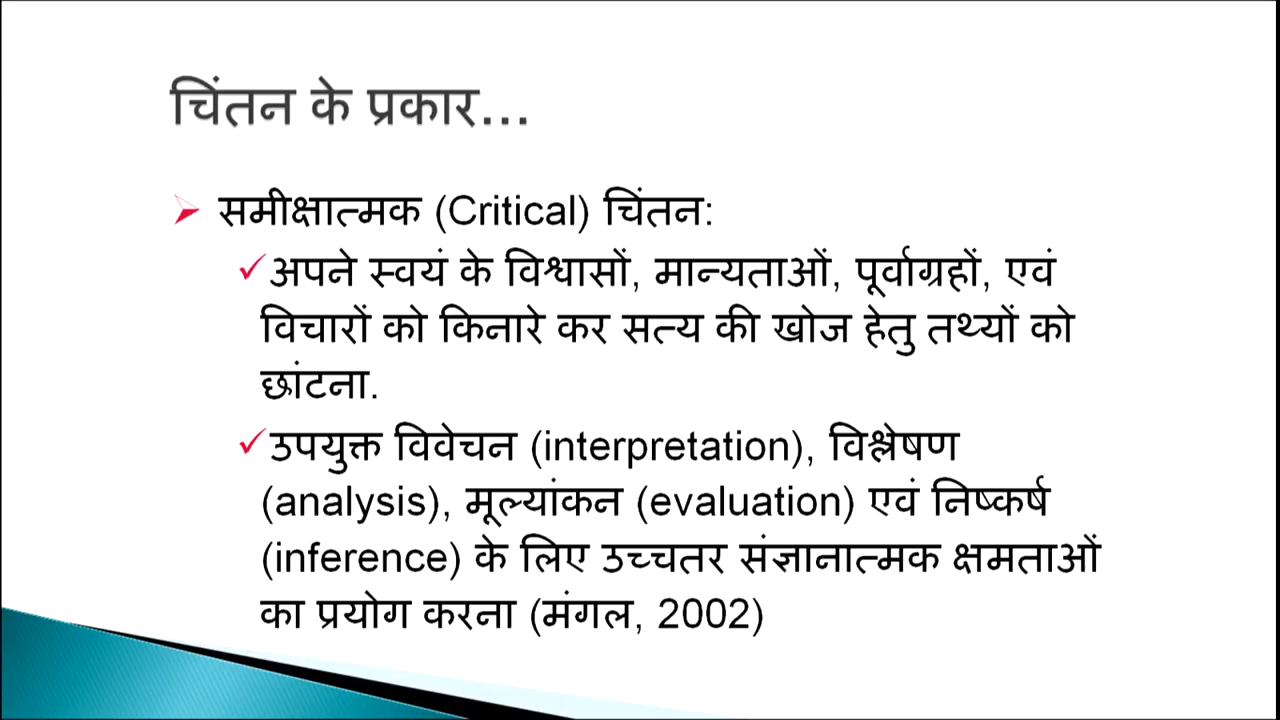 चिंतन के प्रकार...
➢ समीक्षात्मक (Critical) चिंतन:
✓अपने स्वयं के विश्वासों, मान्यताओं, पूर्वाग्रहों, एवं
विचारों को किनारे कर सत्य की खोज हेतु तथ्यों को
छांटना.
✓उपयुक्त विवेचन (interpretation), विश्लेषण
(analysis), मूल्यांकन (evaluation) एवं निष्कर्ष
(inference) के लिए उच्चतर संज्ञानात्मक क्षमताओं
का प्रयोग करना (मंगल, 2002)